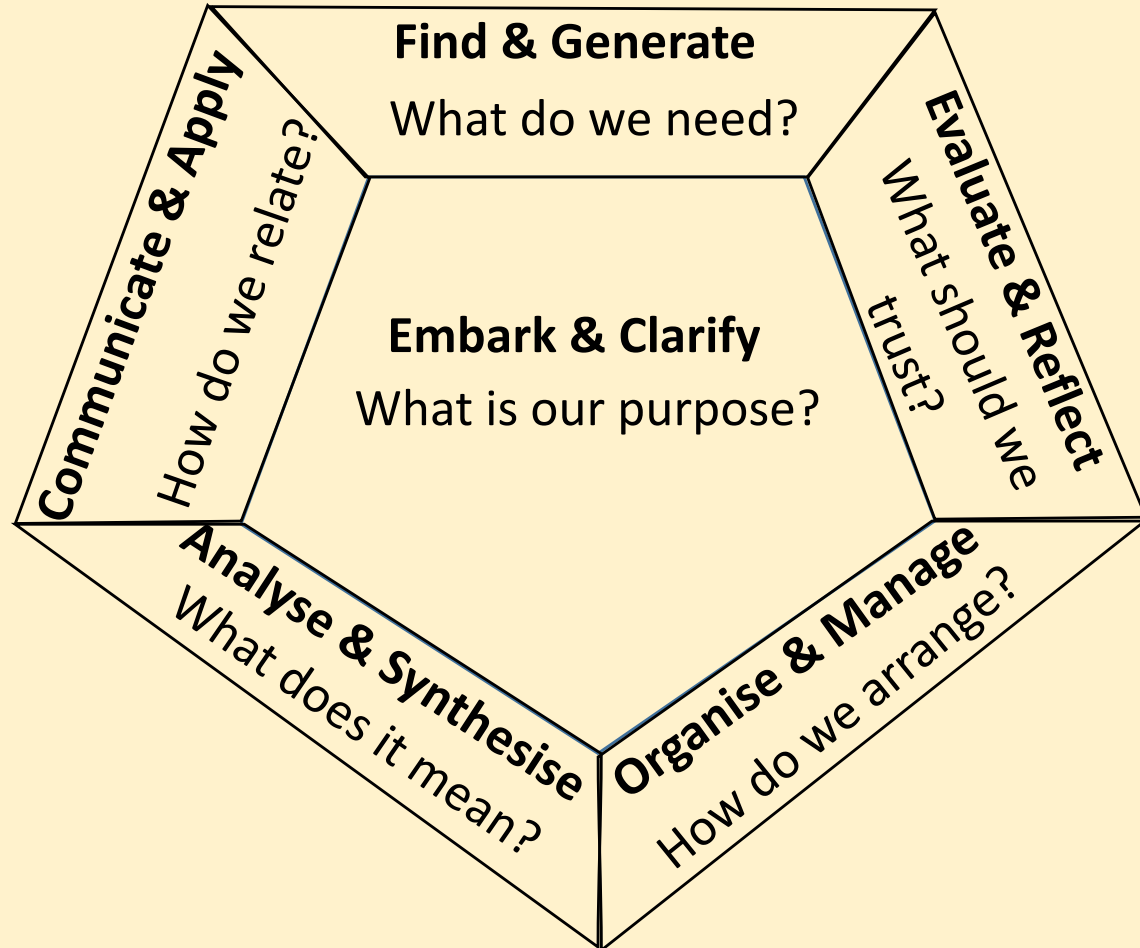 Find & Generate
What do we need?
Evaluate & Reflect
What should we
trust?
Organise & Manage
How do we arrange?
Analyse & Synthesise
What does it mean?
Communicate & Apply
How do we relate?
Embark & Clarify
What is our purpose?